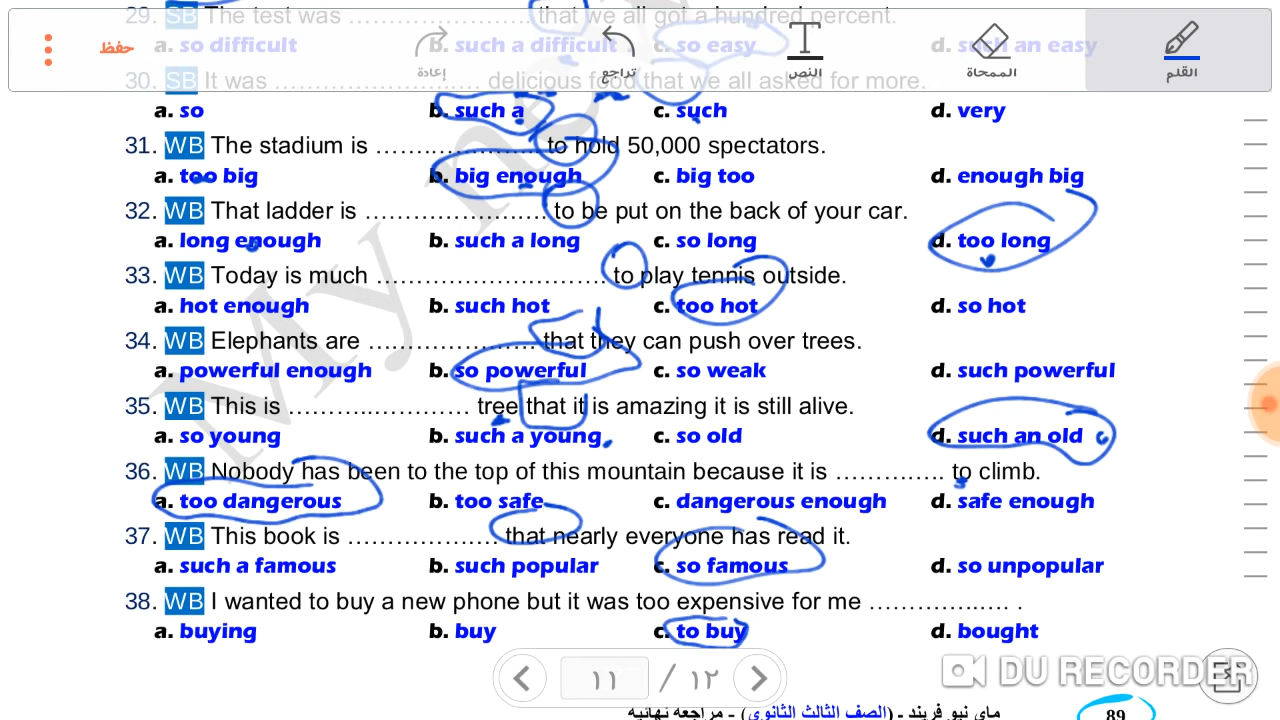 29. SB The test was ........................ that we all got a hundred percent.
a. so difficult b. such a difficult c. so easy d. such an easy
حفظ إعادة تراجع النص الممحاة القلم
30. SB It was ........................ delicious food that we all asked for more.
a. so b. such a c. such d. very
31. WB The stadium is ........................ to hold 50,000 spectators.
a. too big b. big enough c. big too d. enough big
32. WB That ladder is ........................ to be put on the back of your car.
a. long enough b. such a long c. so long d. too long
33. WB Today is much ........................ to play tennis outside.
a. hot enough b. such hot c. too hot d. so hot
34. WB Elephants are ........................ that they can push over trees.
a. powerful enough b. so powerful c. so weak d. such powerful
35. WB This is ........................ tree that it is amazing it is still alive.
a. so young b. such a young c. so old d. such an old
36. WB Nobody has been to the top of this mountain because it is .............. to climb.
a. too dangerous b. too safe c. dangerous enough d. safe enough
37. WB This book is .................... that nearly everyone has read it.
a. such a famous b. such popular c. so famous d. so unpopular
38. WB I wanted to buy a new phone but it was too expensive for me .................. .
a. buying b. buy c. to buy d. bought
١١ / ١٢
DU RECORDER
ماي نيو فريند - (الصف الثالث الثانوي) - مراجعه نهائيه
89